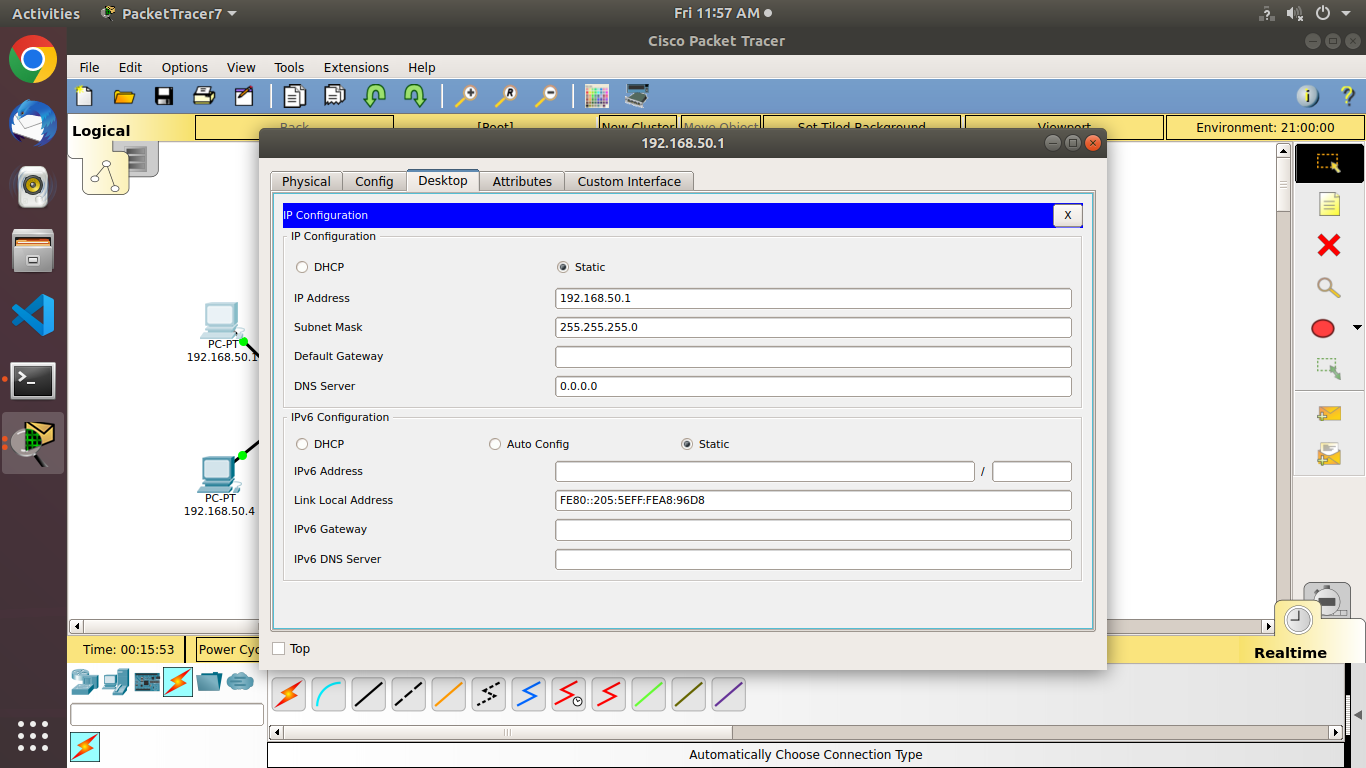 Activities PacketTracer7 Fri 11:57 AM
Cisco Packet Tracer
File Edit Options View Tools Extensions Help
Logical Back [Root] New Cluster Move Object Set Tiled Background Viewport Environment: 21:00:00
192.168.50.1
Physical Config Desktop Attributes Custom Interface
IP Configuration X
IP Configuration
DHCP Static
IP Address 192.168.50.1
Subnet Mask 255.255.255.0
Default Gateway
DNS Server 0.0.0.0
IPv6 Configuration
DHCP Auto Config Static
IPv6 Address /
Link Local Address FE80::205:5EFF:FEA8:96D8
IPv6 Gateway
IPv6 DNS Server
Top
PC-PT
192.168.50.1
PC-PT
192.168.50.4
Time: 00:15:53 Power Cyc
Realtime
Automatically Choose Connection Type